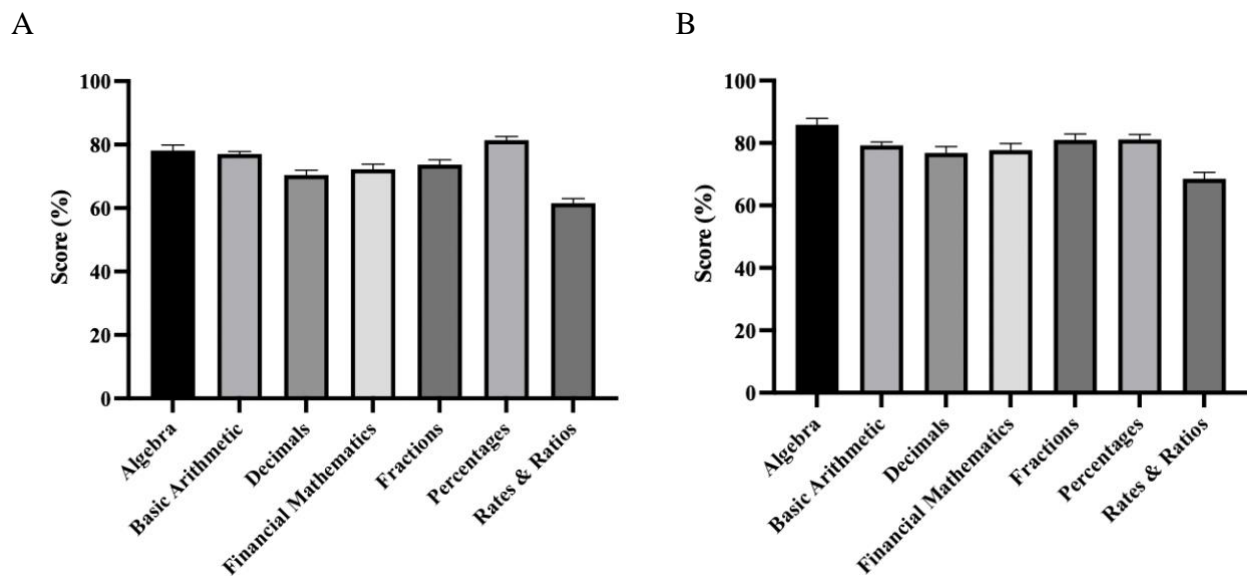 A
100
80
60
40
20
0
Score (%)
Algebra
Basic Arithmetic
Decimals
Financial Mathematics
Fractions
Percentages
Rates & Ratios
B
100
80
60
40
20
0
Score (%)
Algebra
Basic Arithmetic
Decimals
Financial Mathematics
Fractions
Percentages
Rates & Ratios